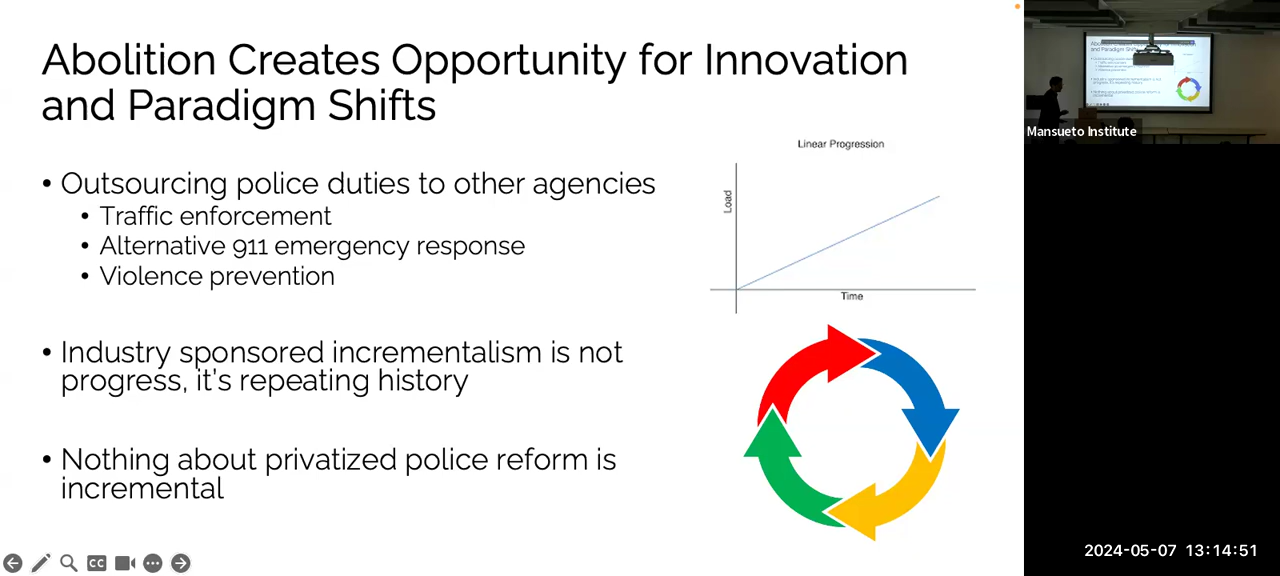 Abolition Creates Opportunity for Innovation
and Paradigm Shifts
• Outsourcing police duties to other agencies
• Traffic enforcement
• Alternative 911 emergency response
• Violence prevention
• Industry sponsored incrementalism is not
progress, it's repeating history
• Nothing about privatized police reform is
incremental
Linear Progression
Load
Time
CC
Mansueto Institute
2024-05-07 13:14:51